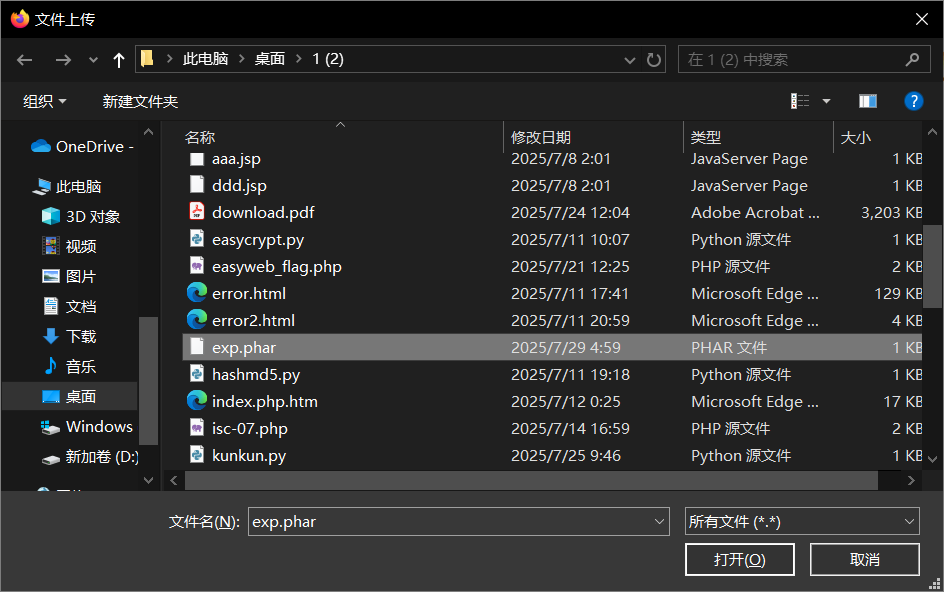 文件上传
此电脑 桌面 1 (2)
在 1 (2) 中搜索
组织 新建文件夹
OneDrive -
此电脑
3D 对象
视频
图片
文档
下载
音乐
桌面
Windows
新加卷 (D:)
名称 修改日期 类型 大小
aaa.jsp 2025/7/8 2:01 JavaServer Page 1 KB
ddd.jsp 2025/7/8 2:01 JavaServer Page 1 KB
download.pdf 2025/7/24 12:04 Adobe Acrobat ... 3,203 KB
easycrypt.py 2025/7/11 10:07 Python 源文件 1 KB
easyweb_flag.php 2025/7/21 12:25 PHP 源文件 2 KB
error.html 2025/7/11 17:41 Microsoft Edge ... 129 KB
error2.html 2025/7/11 20:59 Microsoft Edge ... 4 KB
exp.phar 2025/7/29 4:59 PHAR 文件 1 KB
hashmd5.py 2025/7/11 19:18 Python 源文件 1 KB
index.php.htm 2025/7/12 0:25 Microsoft Edge ... 17 KB
isc-07.php 2025/7/14 16:59 PHP 源文件 2 KB
kunkun.py 2025/7/25 9:46 Python 源文件 1 KB
文件名(N): exp.phar 所有文件 (*.*)
打开(O) 取消